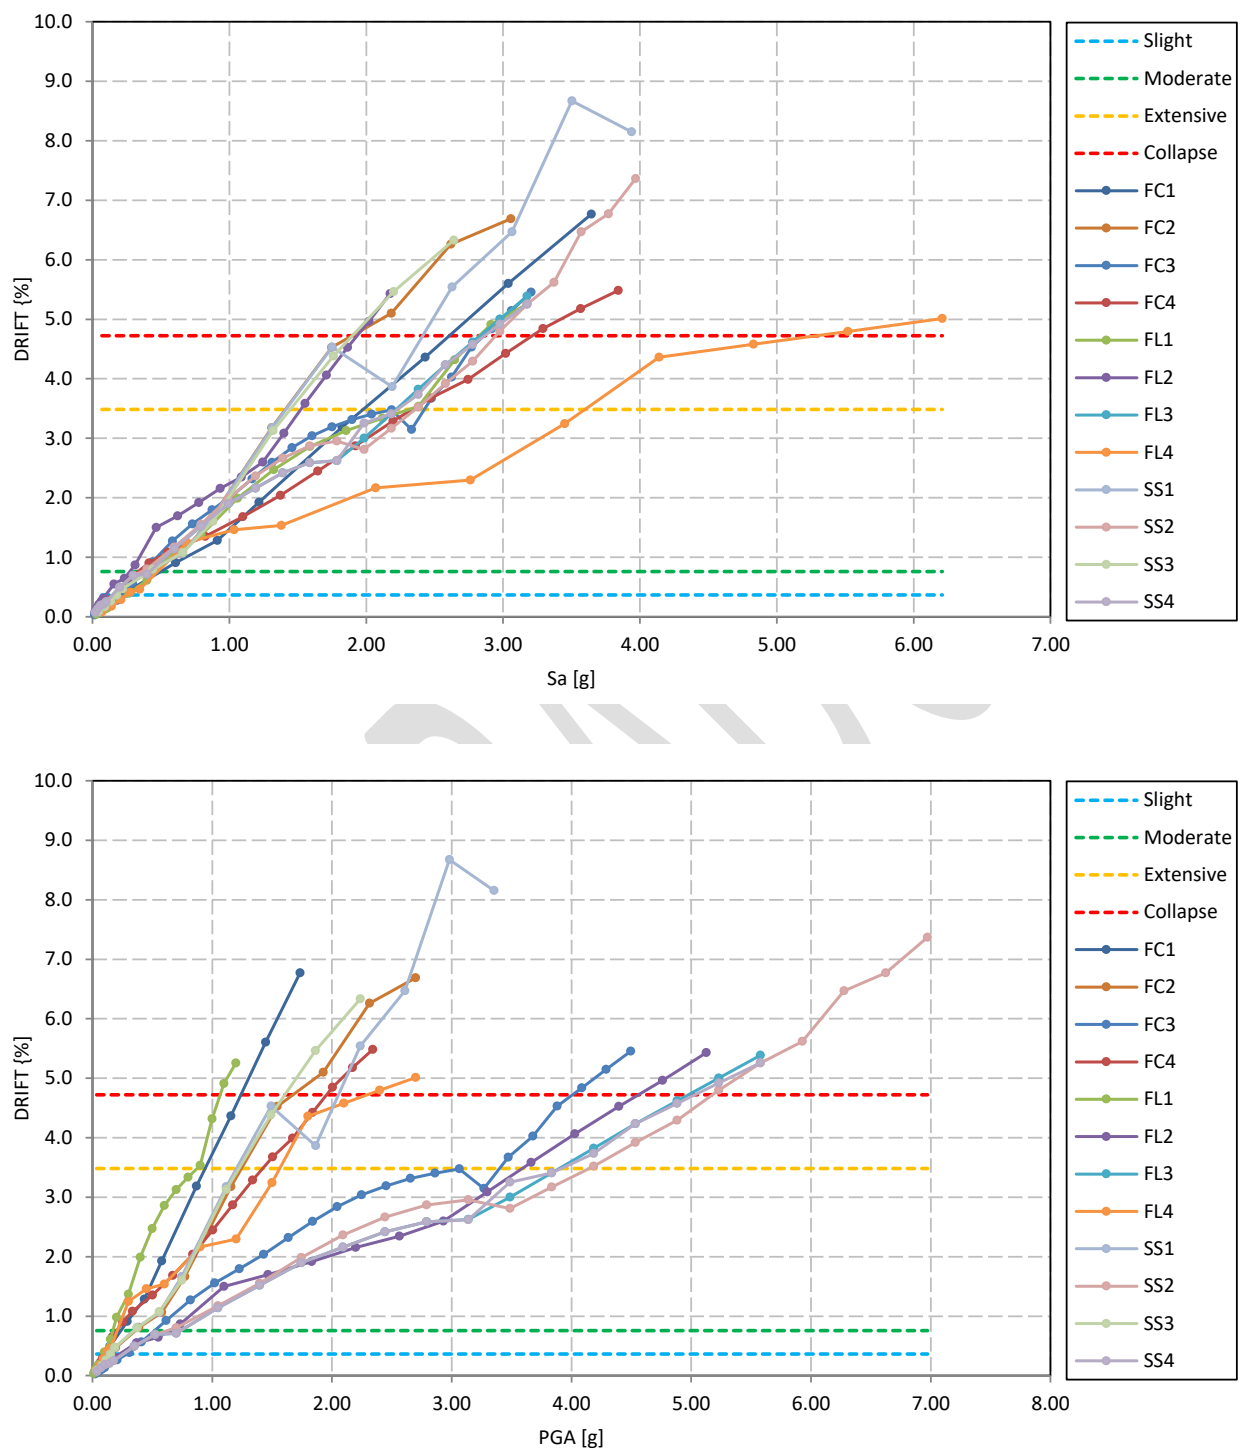 10.0
9.0
8.0
7.0
6.0
5.0
4.0
3.0
2.0
1.0
0.0
DRIFT {%]
0.00 1.00 2.00 3.00 4.00 5.00 6.00 7.00
Sa [g]
Slight
Moderate
Extensive
Collapse
FC1
FC2
FC3
FC4
FL1
FL2
FL3
FL4
SS1
SS2
SS3
SS4
10.0
9.0
8.0
7.0
6.0
5.0
4.0
3.0
2.0
1.0
0.0
DRIFT {%]
0.00 1.00 2.00 3.00 4.00 5.00 6.00 7.00 8.00
PGA [g]
Slight
Moderate
Extensive
Collapse
FC1
FC2
FC3
FC4
FL1
FL2
FL3
FL4
SS1
SS2
SS3
SS4